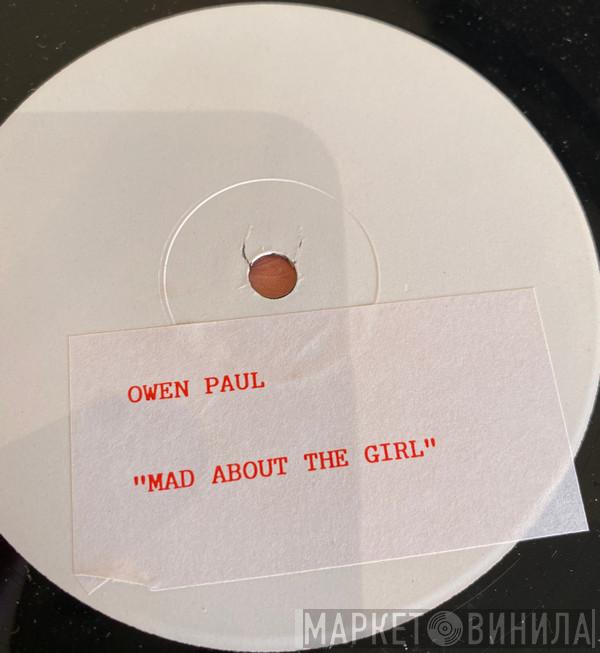 OWEN PAUL
"MAD ABOUT THE GIRL"
МАРКЕТ ВИНИЛА